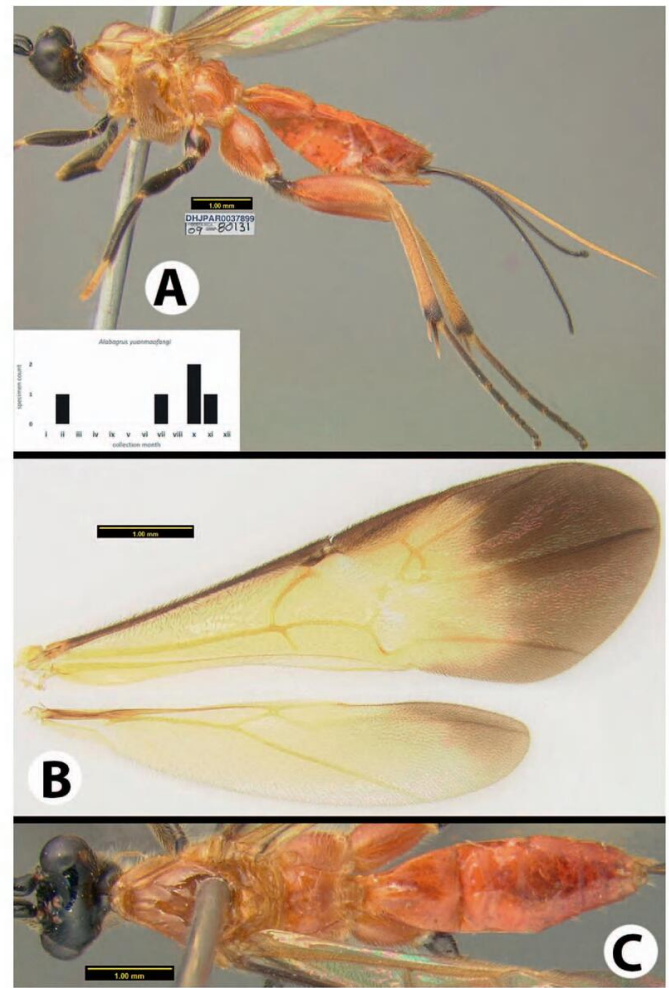 1.00 mm
DHJPAR0037899
09 80131
A
Alabagrus yuanmaofangi
specimen count
2
1
0
i ii iii iv ix v vi vii viii x xi xii
collection month
1.00 mm
B
1.00 mm
C